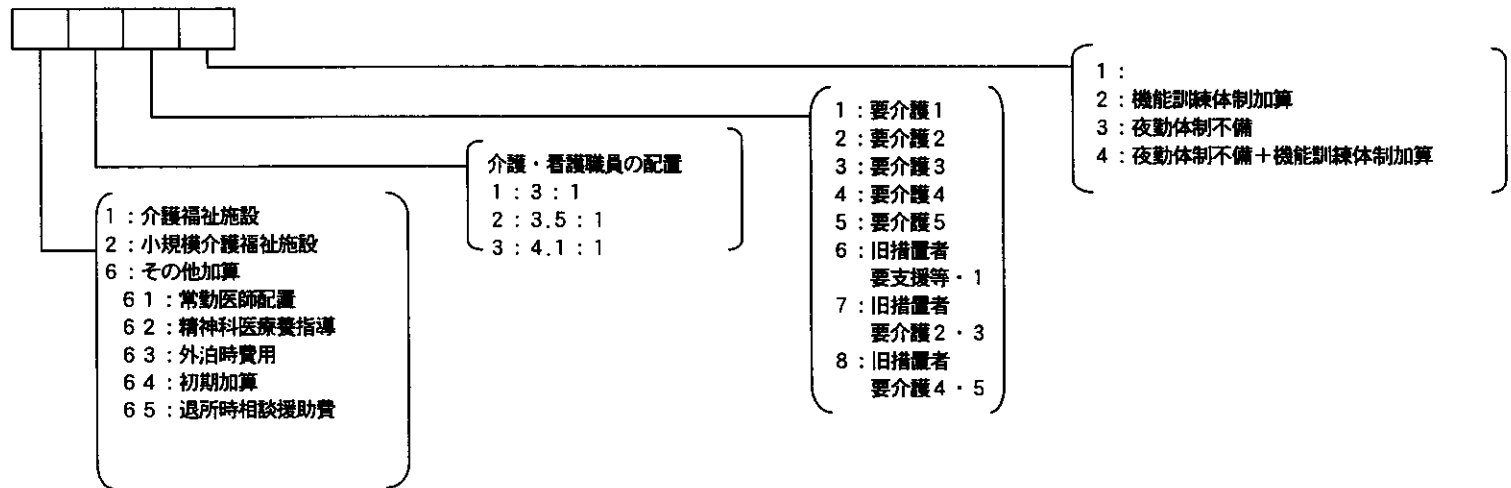 1：介護福祉施設
2：小規模介護福祉施設
6：その他加算
61：常勤医師配置
62：精神科医療養指導
63：外泊時費用
64：初期加算
65：退所時相談援助費
介護・看護職員の配置
1：3：1
2：3.5：1
3：4.1：1
1：要介護1
2：要介護2
3：要介護3
4：要介護4
5：要介護5
6：旧措置者
要支援等・1
7：旧措置者
要介護2・3
8：旧措置者
要介護4・5
1：
2：機能訓練体制加算
3：夜勤体制不備
4：夜勤体制不備＋機能訓練体制加算